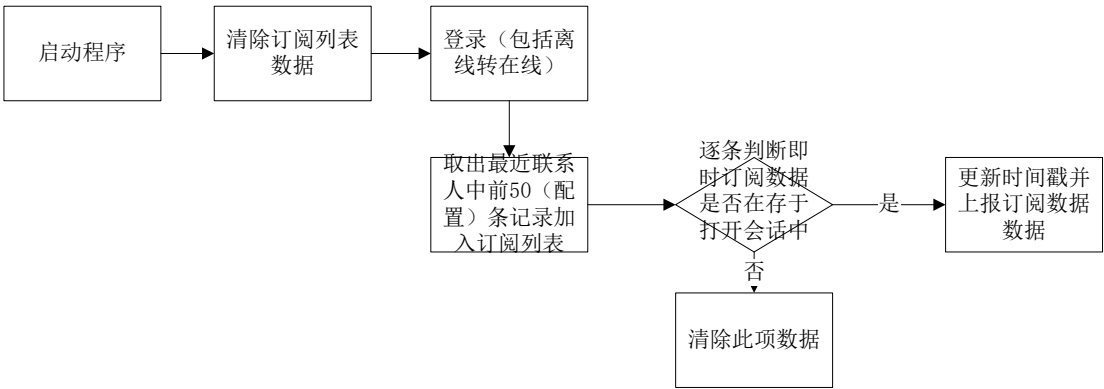 启动程序
清除订阅列表
数据
登录（包括离
线转在线）
取出最近联系
人中前50（配
置）条记录加
入订阅列表
逐条判断即
时订阅数据
是否在存于
打开会话中
是
更新时间戳并
上报订阅数据
数据
否
清除此项数据